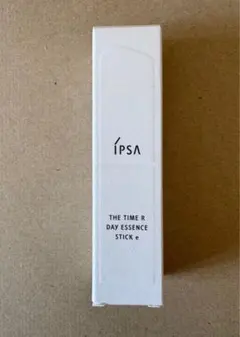 IPSA
THE TIME R
DAY ESSENCE
STICK e